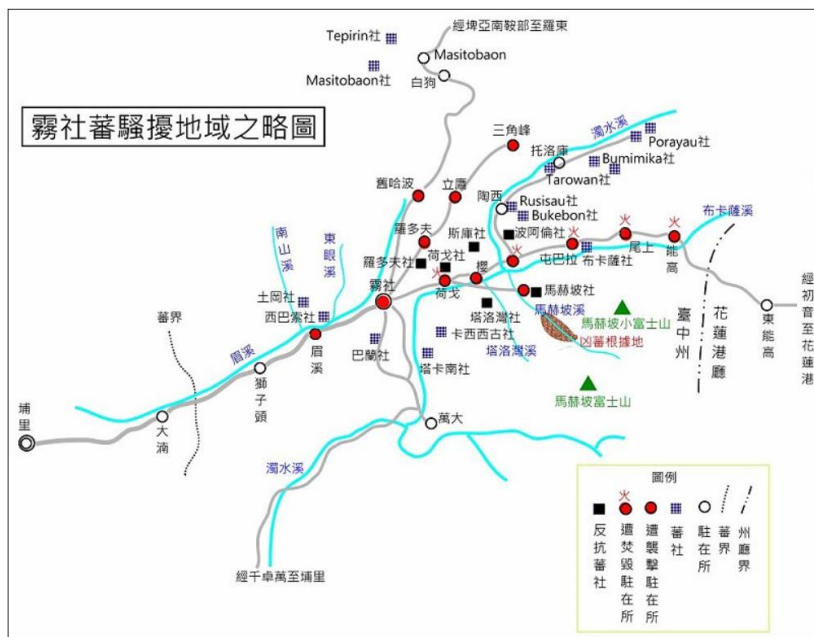 霧社蕃騷擾地域之略圖
經埤亞南鞍部至羅東
Tepirin社
Masitobaon
Masitobaon社
白狗
三角峰
濁水溪
托洛庫
Porayau社
Bumimika社
Tarowan社
舊哈波
立鷹
陶西
Rusisau社
Bukebon社
布卡薩溪
南山溪
東眼溪
羅多夫
斯庫社
波阿倫社
火
火
火
火
屯巴拉
尾上
能高
布卡薩社
羅多夫社
荷戈社
火
櫻
荷戈
霧社
馬赫坡社
土岡社
西巴索社
蕃界
塔洛灣社
馬赫坡溪
馬赫坡小富士山
臺中州
花蓮港廳
東能高
經初音至花蓮港
眉溪
眉溪
巴蘭社
卡西西古社
塔卡南社
塔洛灣溪
凶蕃根據地
馬赫坡富士山
獅子頭
埔里
大湳
萬大
濁水溪
經千卓萬至埔里
圖例
火
反抗蕃社
遭焚毀駐在所
遭襲擊駐在所
蕃社
駐在所
蕃界
州廳界